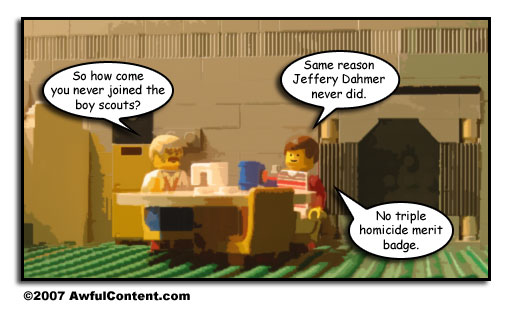 So how come
you never joined the
boy scouts?
Same reason
Jeffery Dahmer
never did.
No triple
homicide merit
badge.
©2007 AwfulContent.com